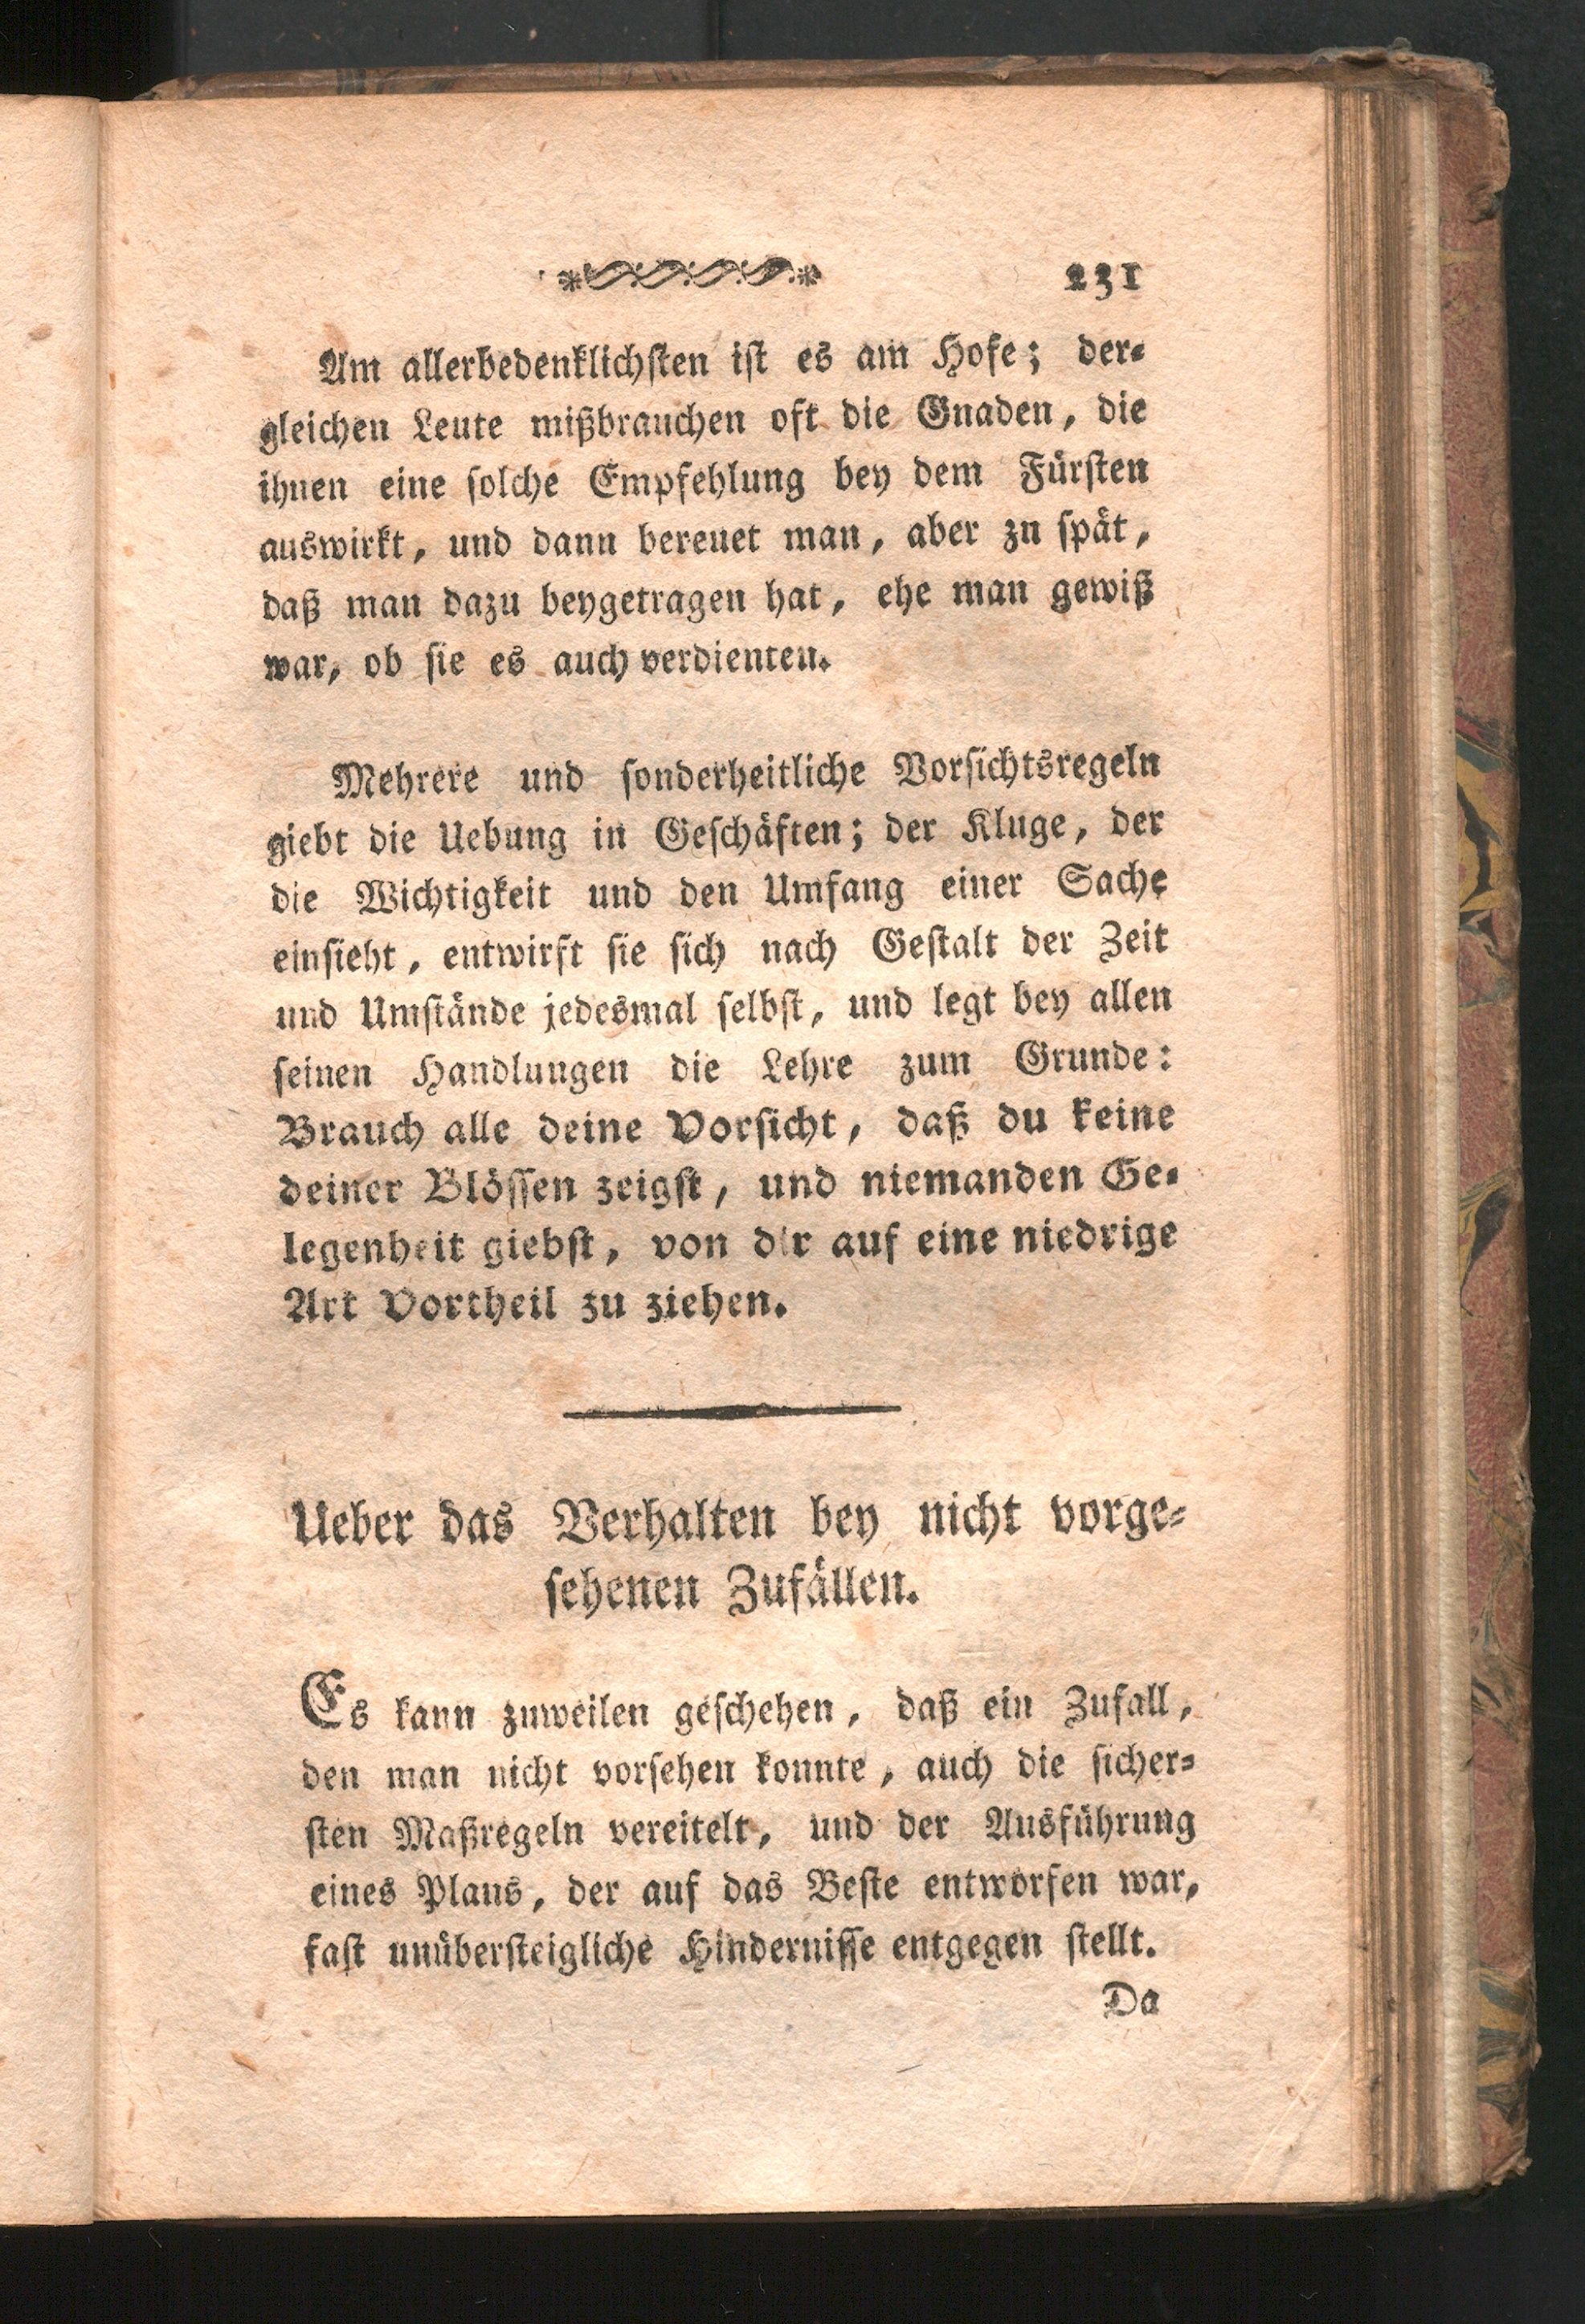 231
Am allerbedenklichsten ist es am Hofe; der-
gleichen Leute mißbrauchen oft die Gnaden, die
ihnen eine solche Empfehlung bey dem Fürsten
auswirkt, und dann bereuet man, aber zu spät,
daß man dazu beygetragen hat, ehe man gewiß
war, ob sie es auch verdienten.
Mehrere und sonderheitliche Vorsichtsregeln
giebt die Uebung in Geschäften; der Kluge, der
die Wichtigkeit und den Umfang einer Sache
einsieht, entwirft sie sich nach Gestalt der Zeit
und Umstände jedesmal selbst, und legt bey allen
seinen Handlungen die Lehre zum Grunde:
Brauch alle deine Vorsicht, daß du keine
deiner Blössen zeigst, und niemanden Ge-
legenheit giebst, von dir auf eine niedrige
Art Vortheil zu ziehen.
Ueber das Verhalten bey nicht vorge-
sehenen Zufällen.
Es kann zuweilen geschehen, daß ein Zufall,
den man nicht vorsehen konnte, auch die sicher-
sten Maßregeln vereitelt, und der Ausführung
eines Plans, der auf das Beste entworfen war,
fast unübersteigliche Hindernisse entgegen stellt.
Da